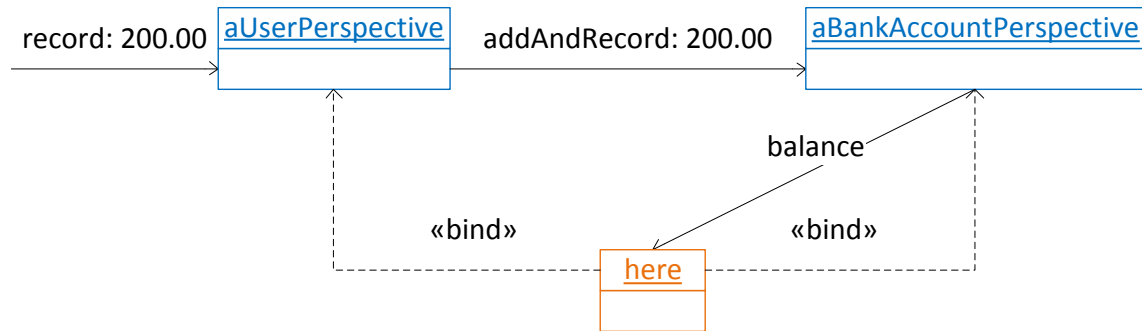 record: 200.00
aUserPerspective
addAndRecord: 200.00
aBankAccountPerspective
balance
«bind»
«bind»
here